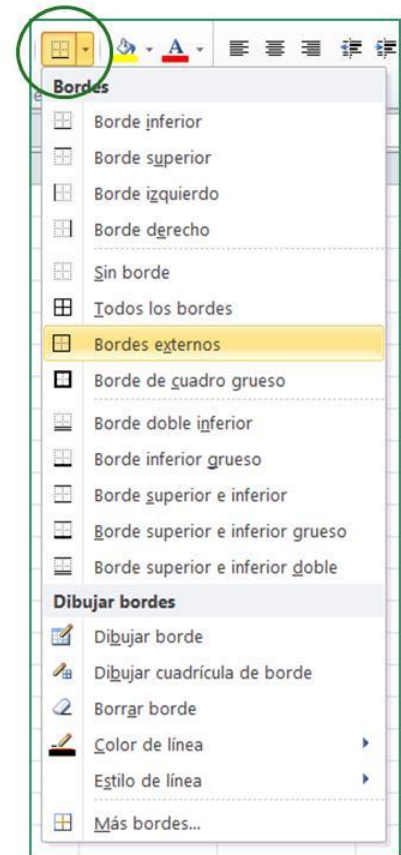 A
Bordes
Borde inferior
Borde superior
Borde izquierdo
Borde derecho
Sin borde
Todos los bordes
Bordes externos
Borde de cuadro grueso
Borde doble inferior
Borde inferior grueso
Borde superior e inferior
Borde superior e inferior grueso
Borde superior e inferior doble
Dibujar bordes
Dibujar borde
Dibujar cuadrícula de borde
Borrar borde
Color de línea
Estilo de línea
Más bordes...